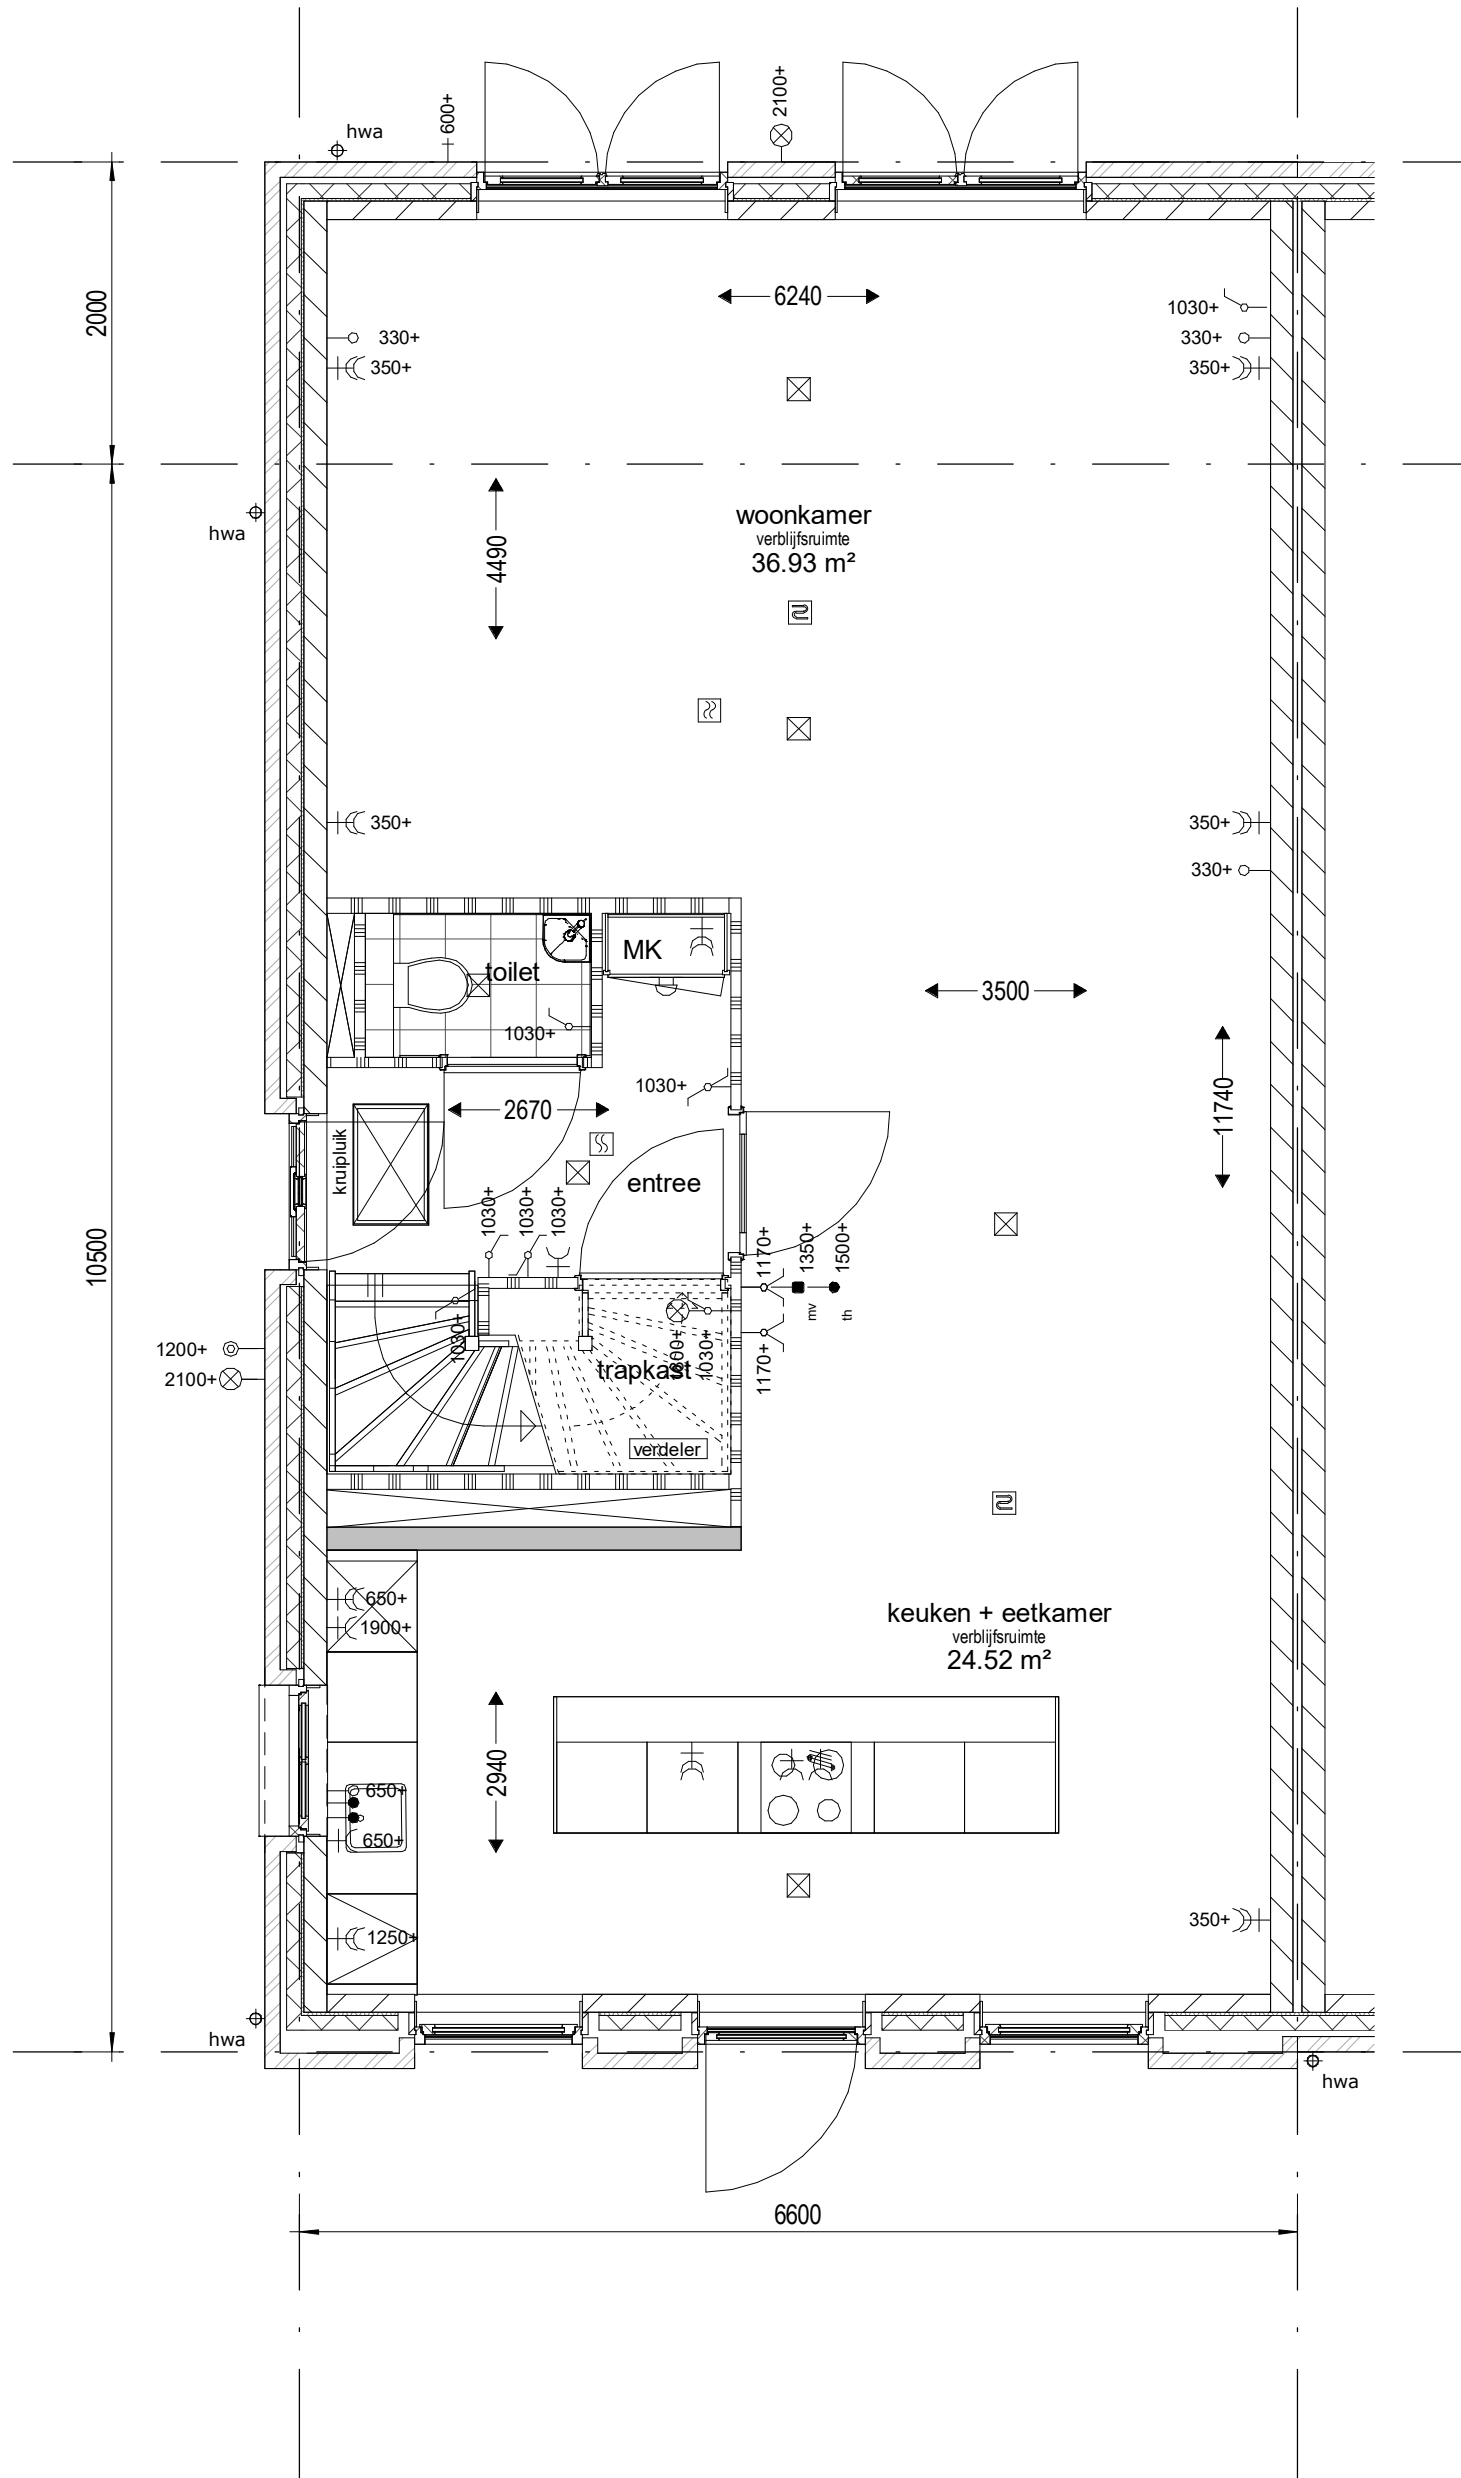 600+
2100+
hwa
2000
6240
330+
350+
1030+
330+
350+
hwa
4490
woonkamer
verblijfsruimte
36.93 m²
350+
350+
330+
toilet
MK
1030+
3500
1030+
2670
11740
kruipluik
entree
10500
1030+
1030+
1030+
1170+
1350+
1500+
mv
th
1200+
2100+
1030+
1030+
1170+
trapkast
verdeler
650+
1900+
keuken + eetkamer
verblijfsruimte
24.52 m²
2940
650+
650+
1250+
350+
hwa
hwa
6600